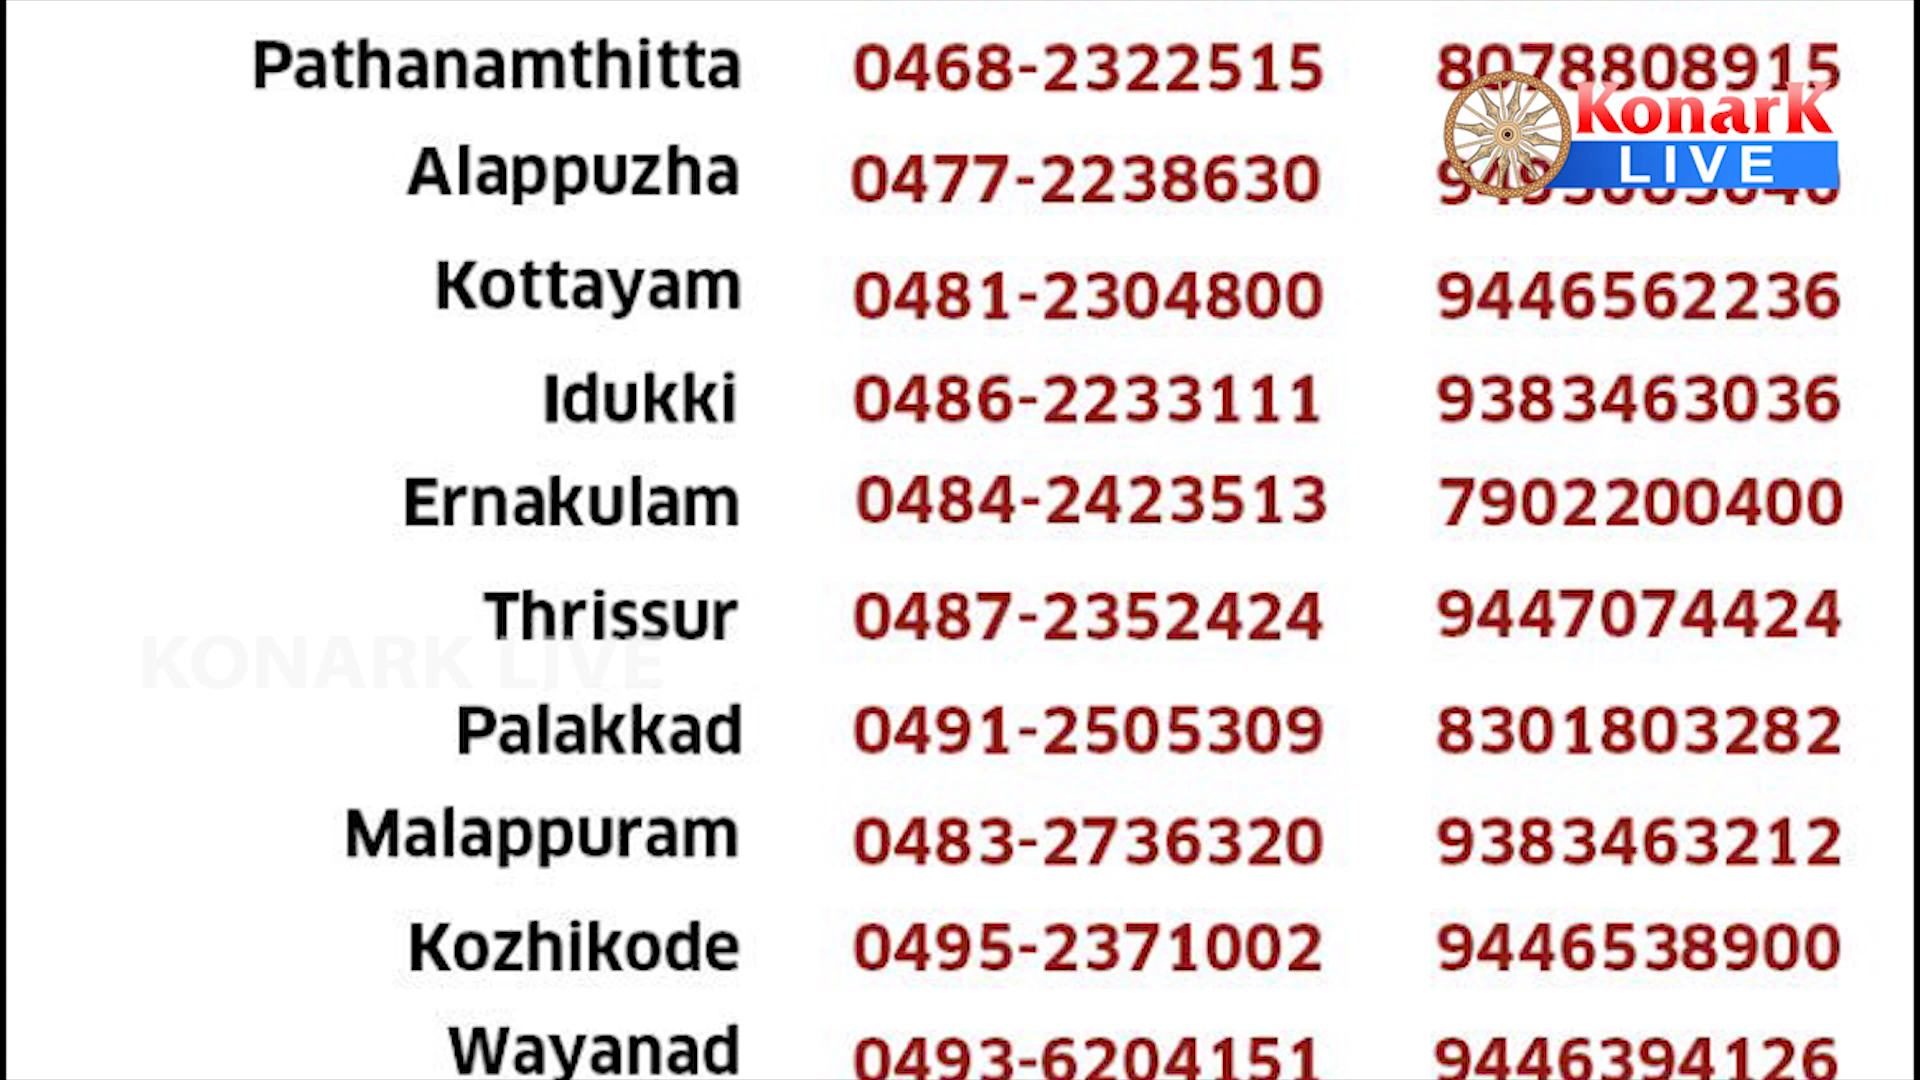 Pathanamthitta 0468-2322515 8078808915
Konark
LIVE
Alappuzha 0477-2238630
Kottayam 0481-2304800 9446562236
Idukki 0486-2233111 9383463036
Ernakulam 0484-2423513 7902200400
Thrissur 0487-2352424 9447074424
KONARK LIVE
Palakkad 0491-2505309 8301803282
Malappuram 0483-2736320 9383463212
Kozhikode 0495-2371002 9446538900
Wayanad 0493-6204151 9446394126